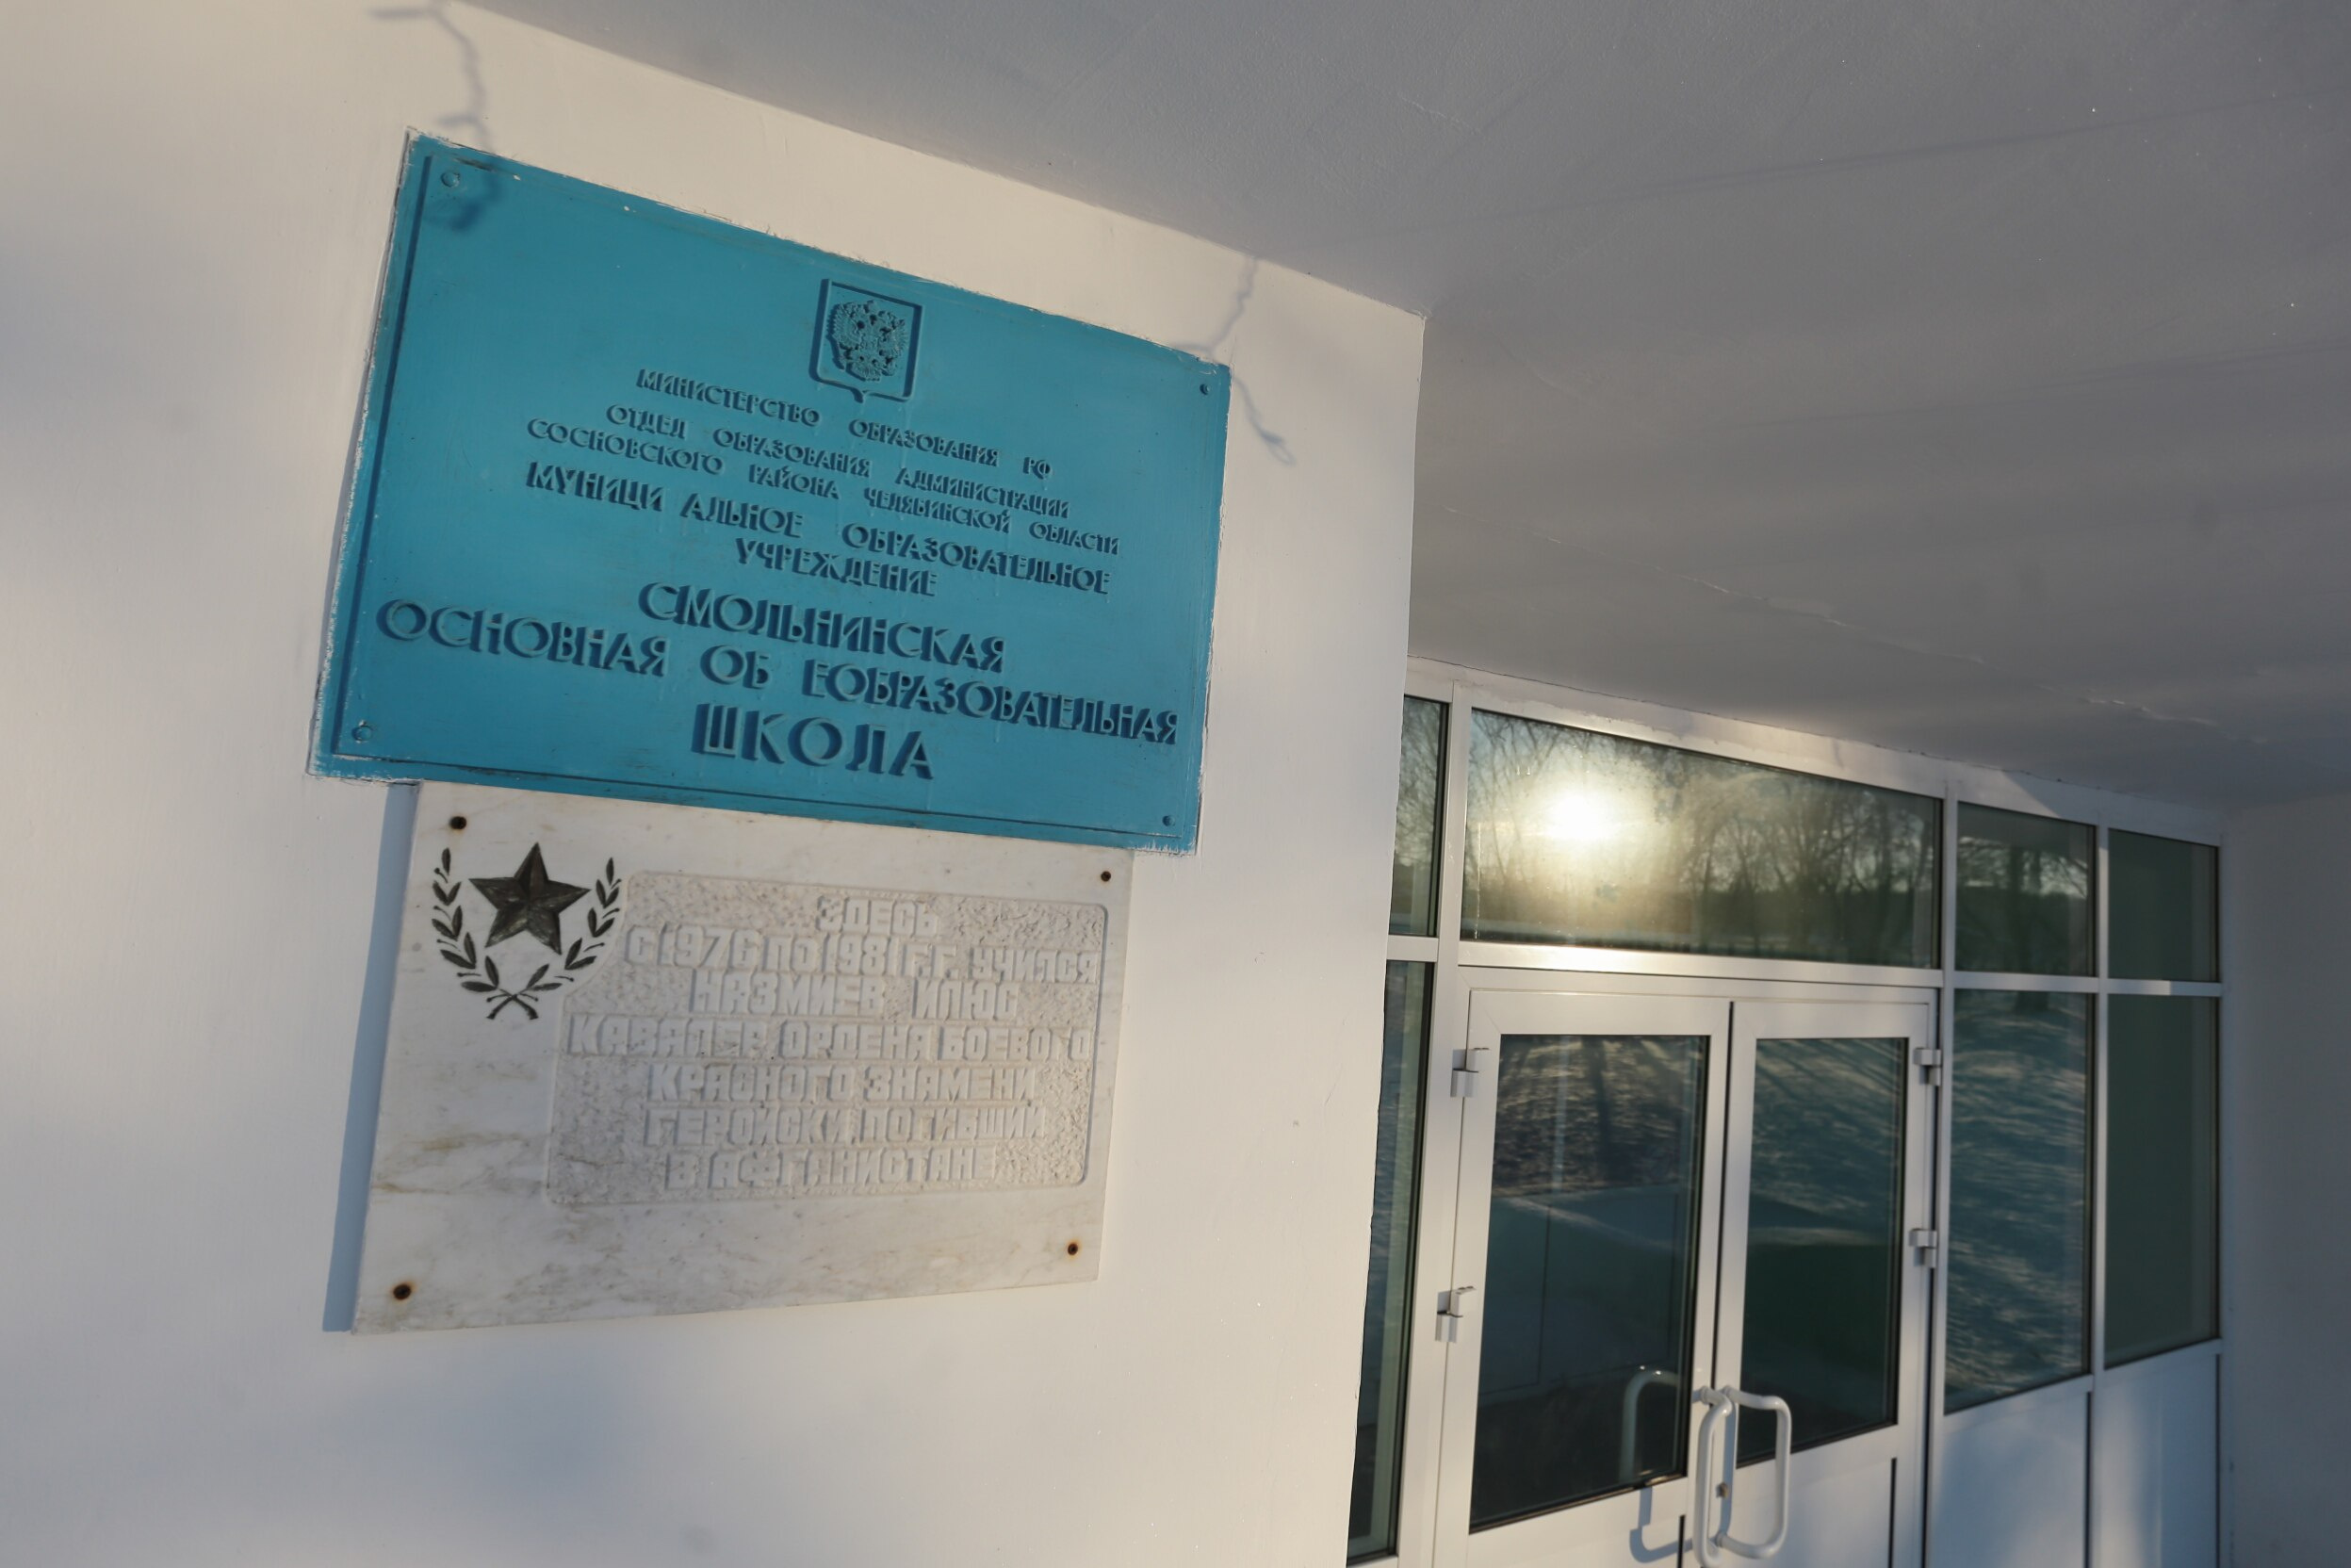 МИНИСТЕРСТВО ОБРАЗОВАНИЯ РФ
ОТДЕЛ ОБРАЗОВАНИЯ АДМИНИСТРАЦИИ
СОСНОВСКОГО РАЙОНА ЧЕЛЯБИНСКОЙ ОБЛАСТИ
МУНИЦИ АЛЬНОЕ ОБРАЗОВАТЕЛЬНОЕ
УЧРЕЖДЕНИЕ
СМОЛЬНИНСКАЯ
ОСНОВНАЯ ОБ ЕОБРАЗОВАТЕЛЬНАЯ
ШКОЛА
ЗДЕСЬ
С 1976 ПО 1981 Г.Г. УЧИЛСЯ
НАЗМИЕВ ИЛЮС
КАВАЛЕР ОРДЕНА БОЕВОГО
КРАСНОГО ЗНАМЕНИ,
ГЕРОЙСКИ ПОГИБШИЙ
В АФГАНИСТАНЕ